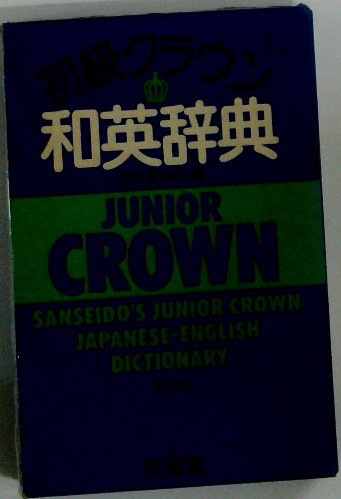 初級クラウン
和英辞典
JUNIOR
CROWN
SANSEIDO'S JUNIOR CROWN
JAPANESE-ENGLISH
DICTIONARY
三省堂